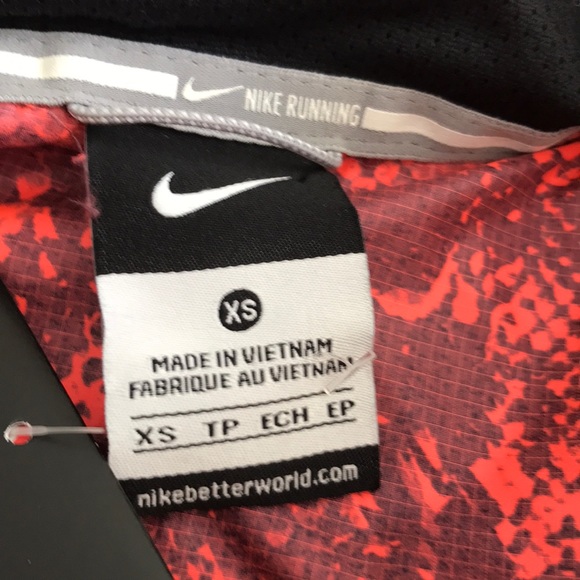 NIKE RUNNING
XS
MADE IN VIETNAM
FABRIQUE AU VIETNAM
XS TP ECH EP
nikebetterworld.com